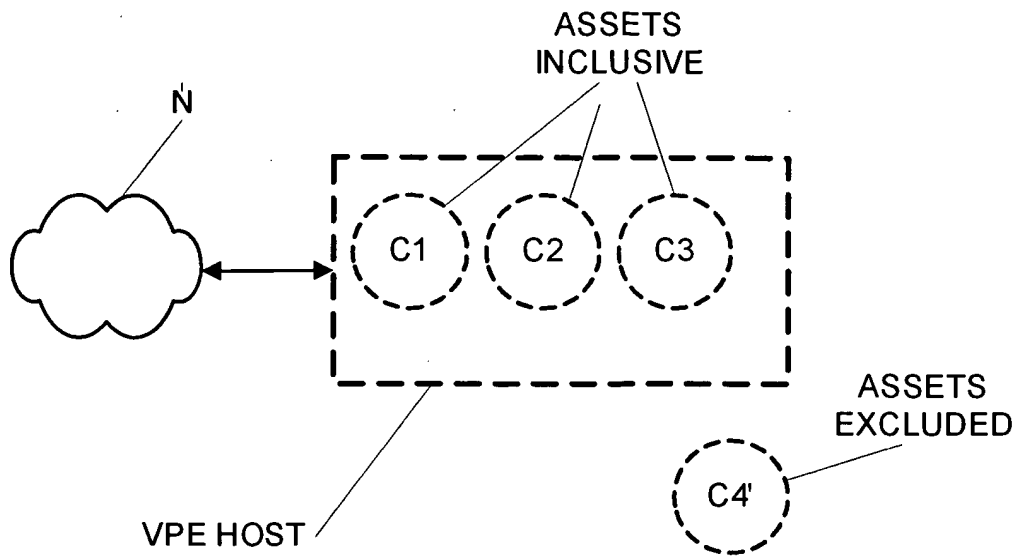 ASSETS
INCLUSIVE
N
C1 C2 C3
ASSETS
EXCLUDED
C4'
VPE HOST